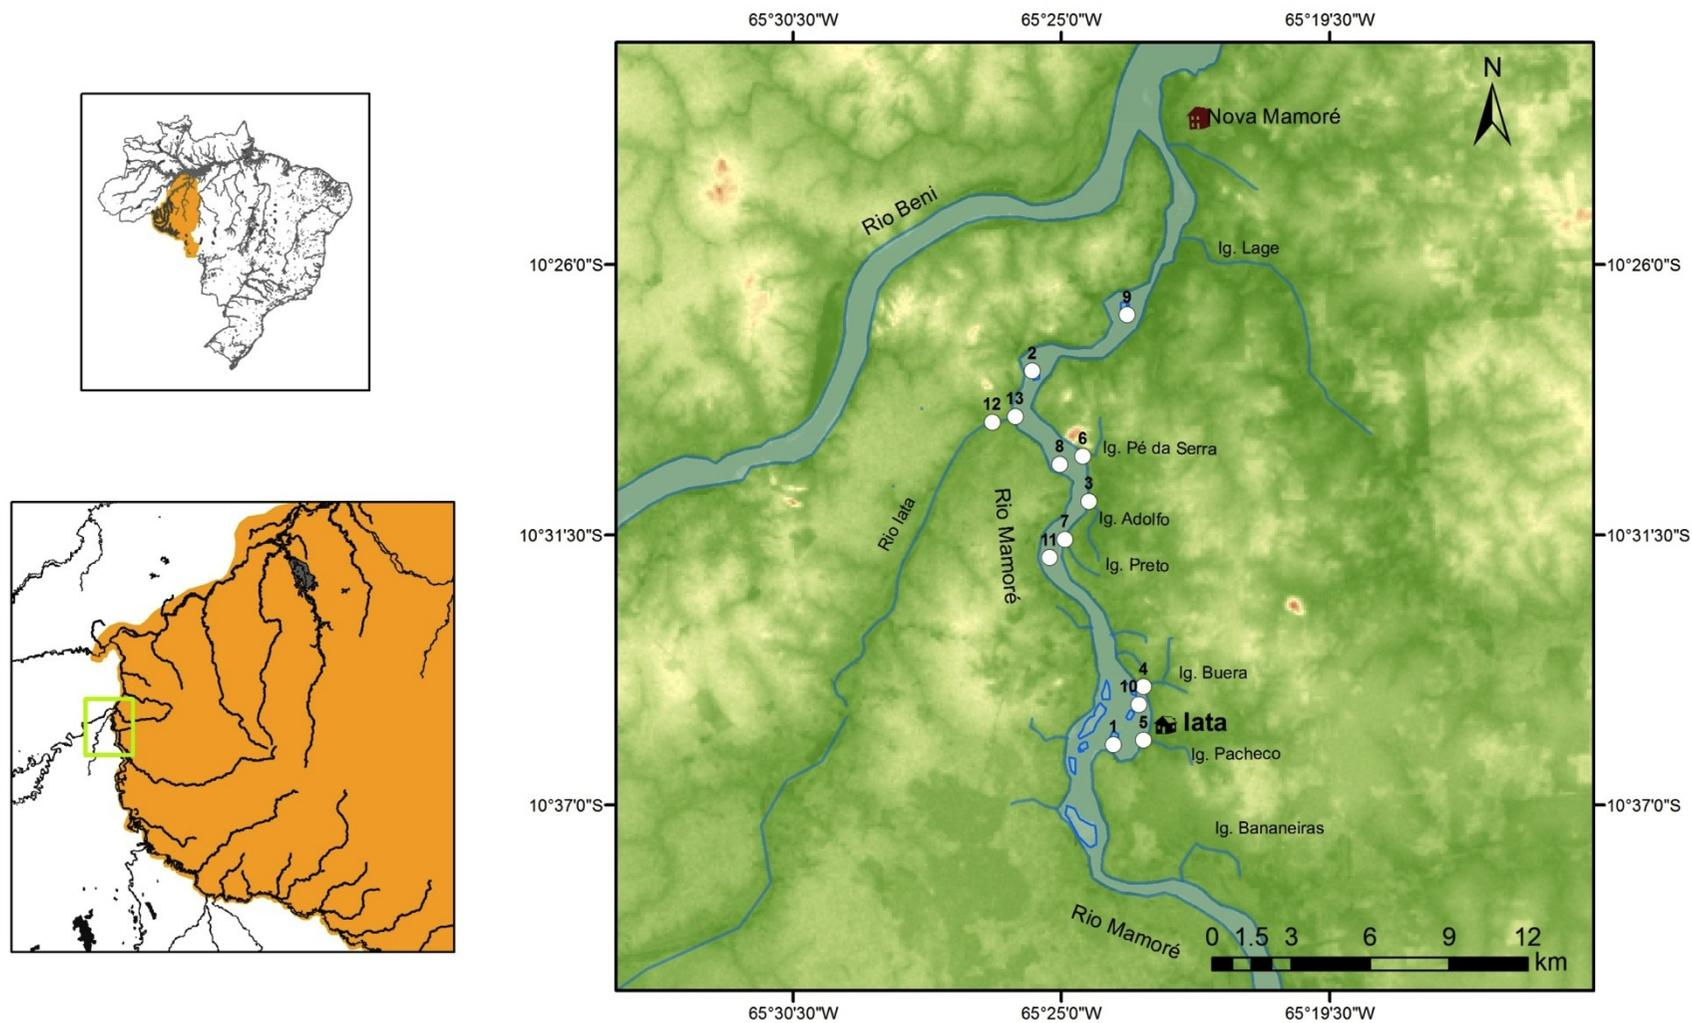 65°30'30"W 65°25'0"W 65°19'30"W
N
Nova Mamoré
Rio Beni
Ig. Lage
10°26'0"S 10°26'0"S
9
2
12 13
8 6 Ig. Pé da Serra
3
Rio Iata
Rio Mamoré
7 Ig. Adolfo
10°31'30"S 10°31'30"S
11
Ig. Preto
4 Ig. Buera
10
1 5 Iata
Ig. Pacheco
10°37'0"S 10°37'0"S
Ig. Bananeiras
Rio Mamoré
0 1.5 3 6 9 12
km
65°30'30"W 65°25'0"W 65°19'30"W